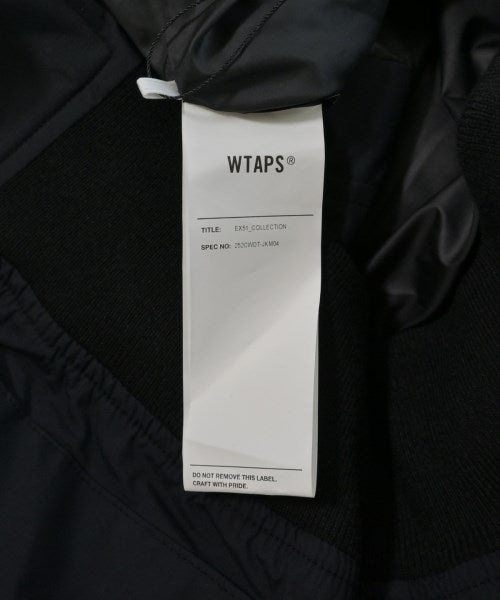 WTAPS®
TITLE: EX51_COLLECTION
SPEC NO: 252CWDT-JKM04
DO NOT REMOVE THIS LABEL.
CRAFT WITH PRIDE.